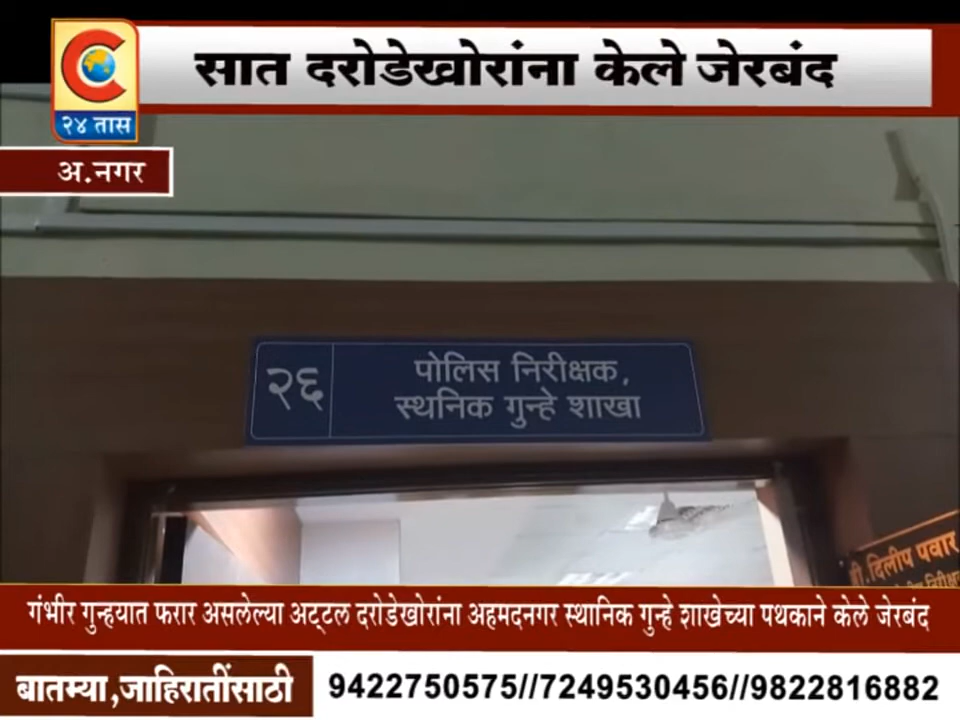 सात दरोडेखोरांना केले जेरबंद
C
२४ तास
अ.नगर
२६
पोलिस निरीक्षक,
स्थनिक गुन्हे शाखा
दिलीप पवार
गंभीर गुन्हयात फरार असलेल्या अट्टल दरोडेखोरांना अहमदनगर स्थानिक गुन्हे शाखेच्या पथकाने केले जेरबंद
बातम्या,जाहिरातींसाठी
9422750575//7249530456//9822816882